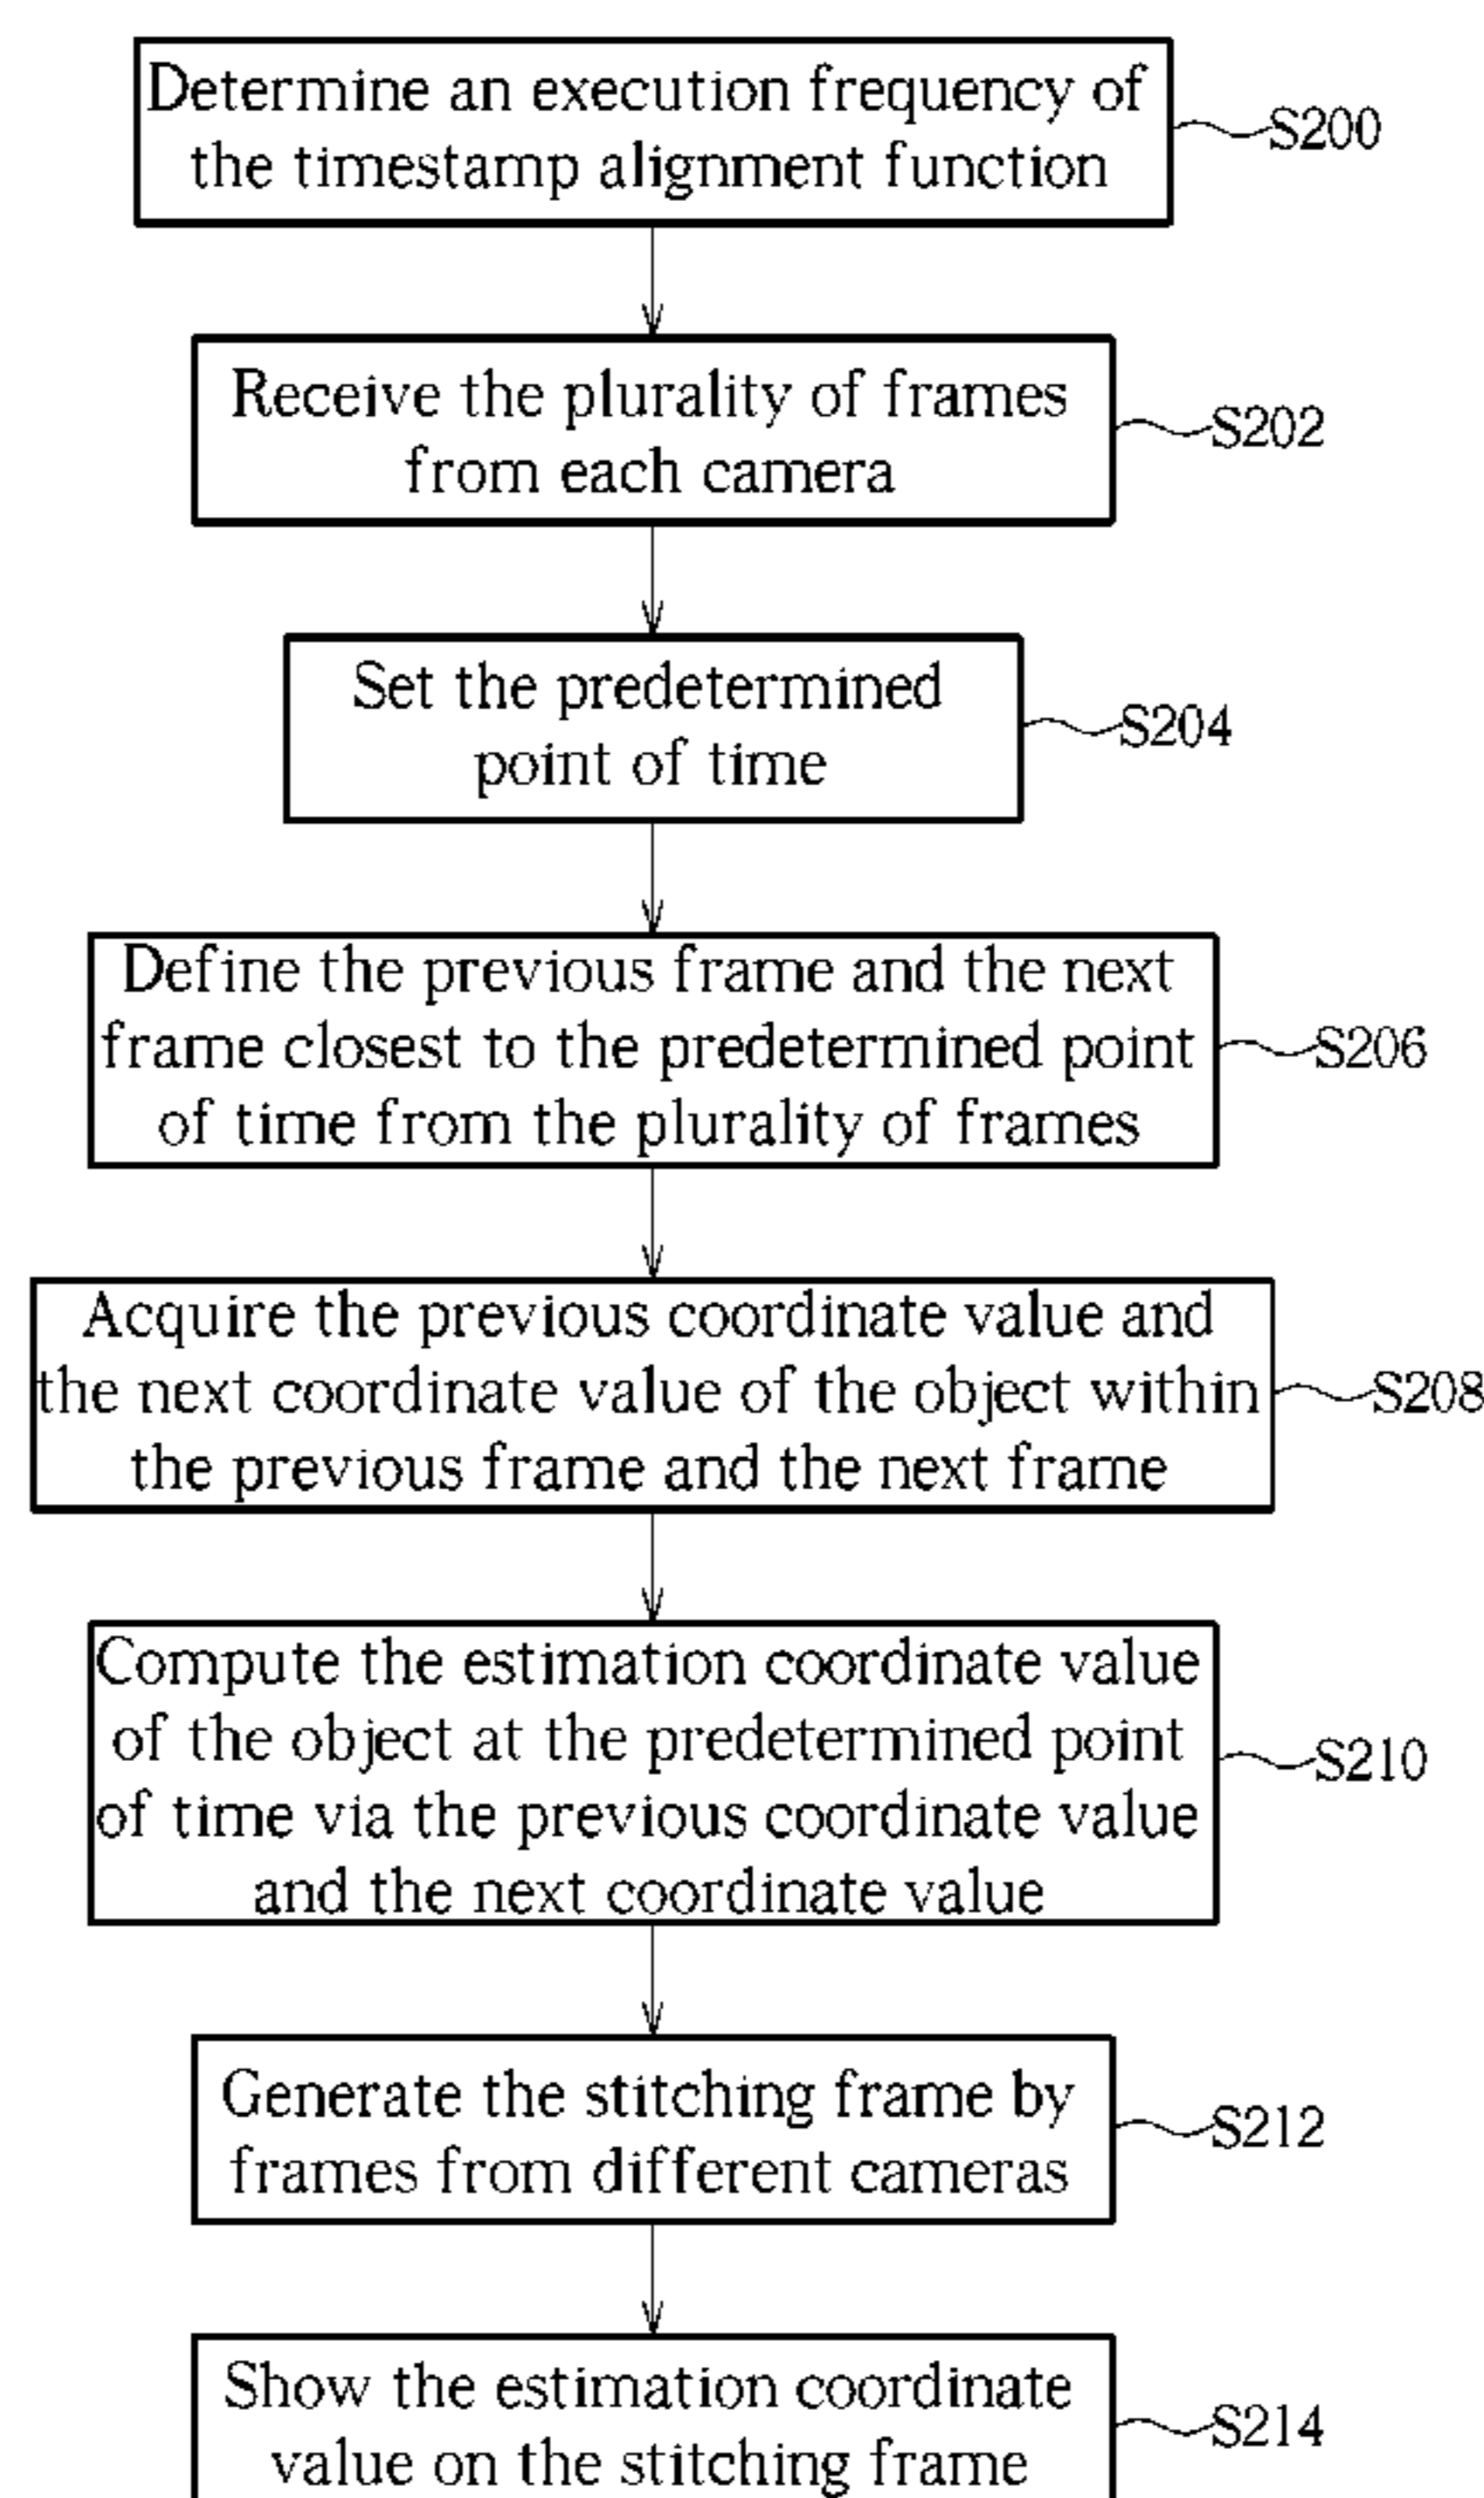 Determine an execution frequency of
the timestamp alignment function
S200
Receive the plurality of frames
from each camera
S202
Set the predetermined
point of time
S204
Define the previous frame and the next
frame closest to the predetermined point
of time from the plurality of frames
S206
Acquire the previous coordinate value and
the next coordinate value of the object within
the previous frame and the next frame
S208
Compute the estimation coordinate value
of the object at the predetermined point
of time via the previous coordinate value
and the next coordinate value
S210
Generate the stitching frame by
frames from different cameras
S212
Show the estimation coordinate
value on the stitching frame
S214